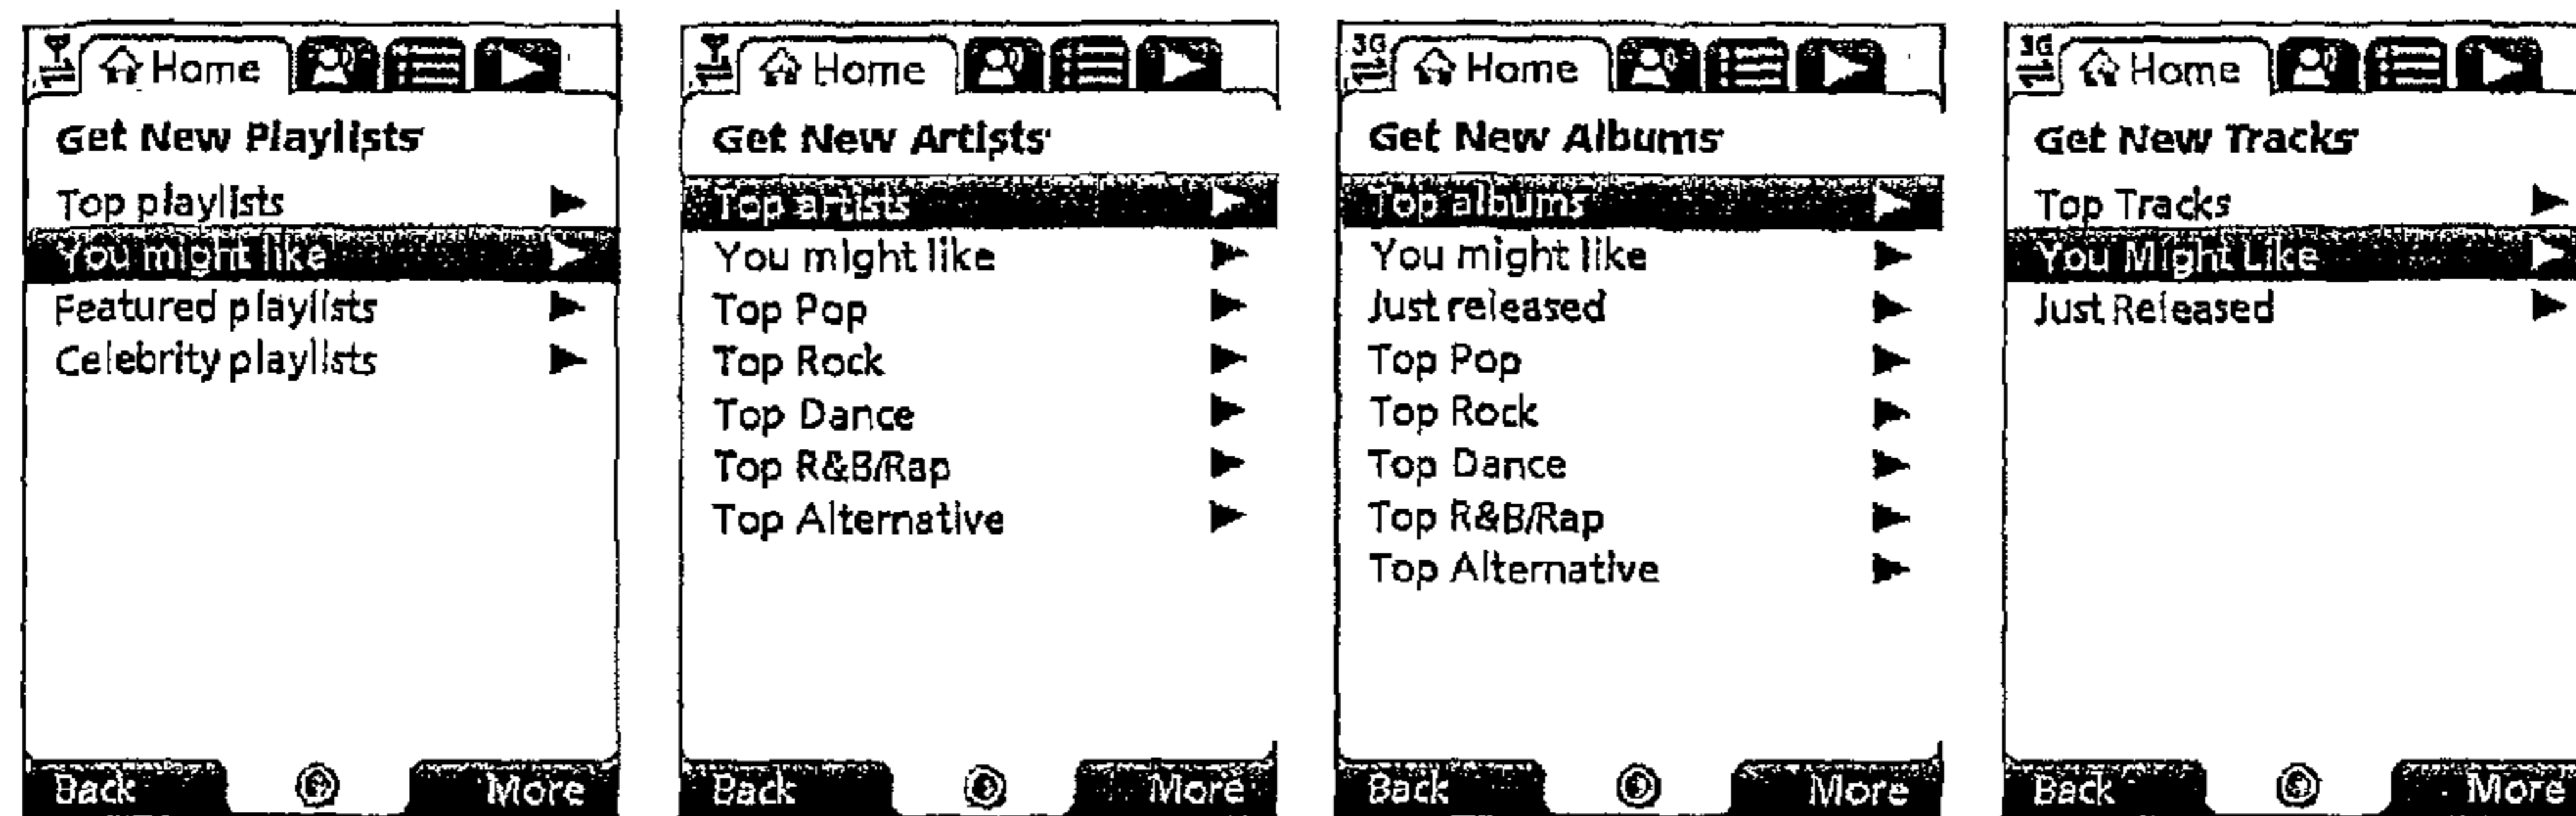 Home
Get New Playlists
Top playlists
You might like
Featured playlists
Celebrity playlists
Back More
Home
Get New Artists
Top artists
You might like
Top Pop
Top Rock
Top Dance
Top R&B/Rap
Top Alternative
Back More
3G
Home
Get New Albums
Top albums
You might like
Just released
Top Pop
Top Rock
Top Dance
Top R&B/Rap
Top Alternative
Back More
3G
Home
Get New Tracks
Top Tracks
You Might Like
Just Released
Back More